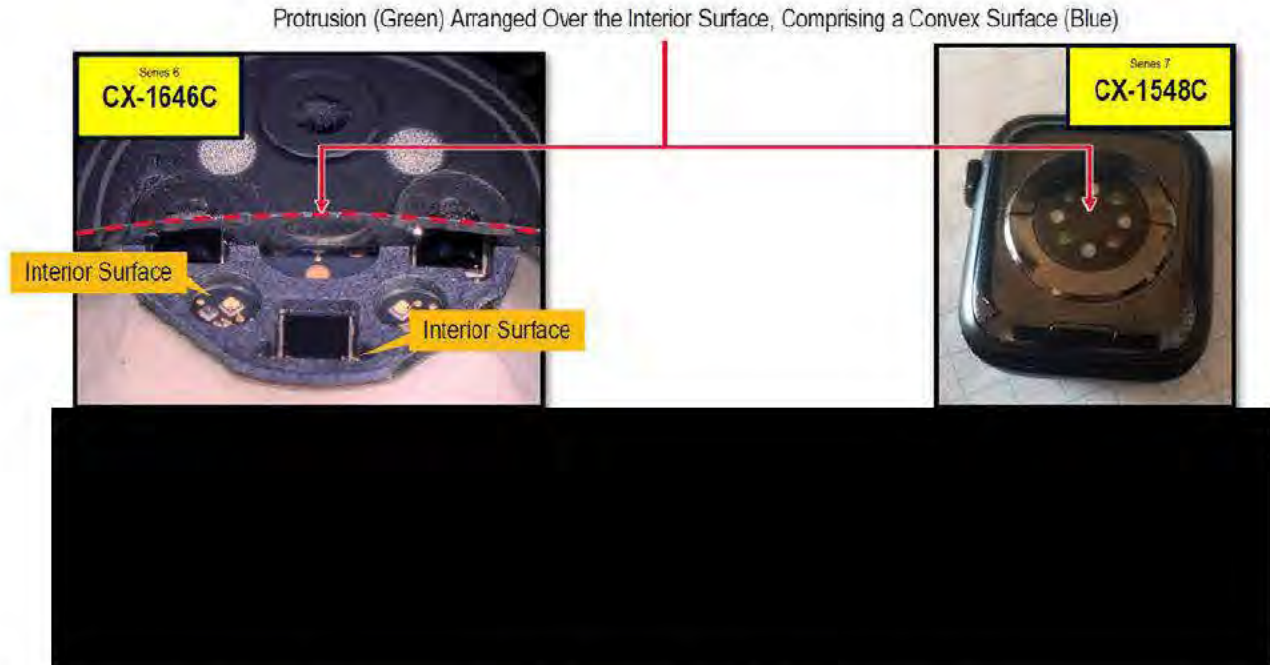 Protrusion (Green) Arranged Over the Interior Surface, Comprising a Convex Surface (Blue)
Series 6
CX-1646C
Series 7
CX-1548C
Interior Surface
Interior Surface